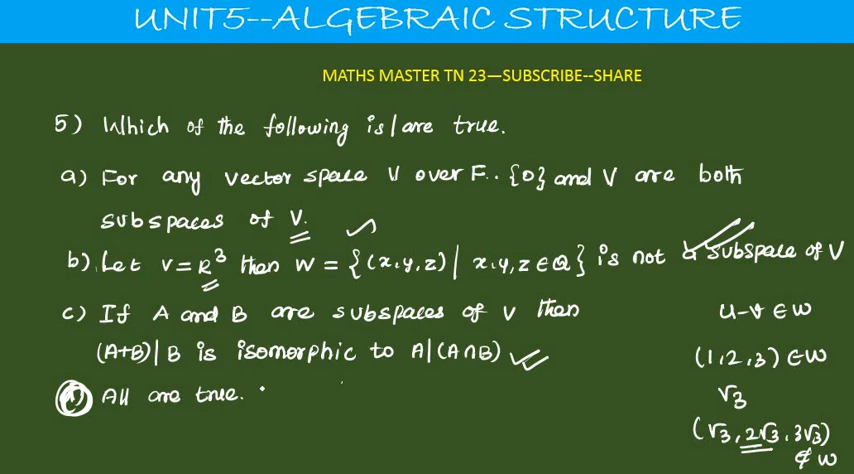 UNIT5--ALGEBRAIC STRUCTURE
MATHS MASTER TN 23—SUBSCRIBE--SHARE
5) Which of the following is/are true.
a) For any vector space V over F.. {0} and V are both
subspaces of V.
b). Let V = R³ then W = {(x,y,z) | x,y,z ∈ Q} is not a subspace of V
c) If A and B are subspaces of V then
(A+B)|B is isomorphic to A|(A∩B)
All are true.
u-v ∈ W
(1,2,3) ∈ W
√3
(√3, 2√3, 3√3)
∉ W